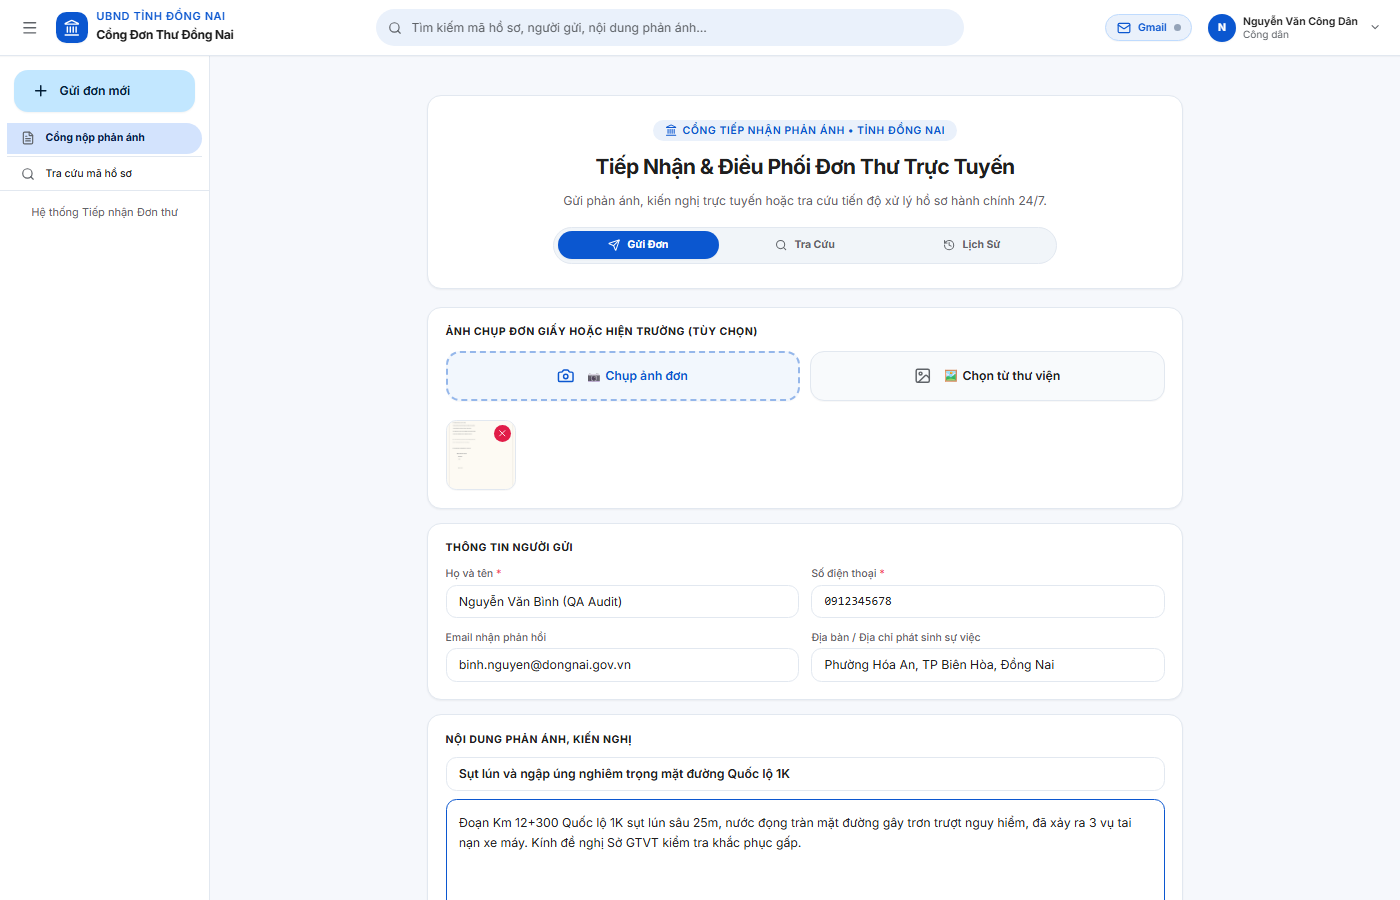 UBND TỈNH ĐỒNG NAI
Cổng Đơn Thư Đồng Nai
Tìm kiếm mã hồ sơ, người gửi, nội dung phản ánh...
Gmail
N
Nguyễn Văn Công Dân
Công dân
Gửi đơn mới
Cổng nộp phản ánh
Tra cứu mã hồ sơ
Hệ thống Tiếp nhận Đơn thư
CỔNG TIẾP NHẬN PHẢN ÁNH • TỈNH ĐỒNG NAI
Tiếp Nhận & Điều Phối Đơn Thư Trực Tuyến
Gửi phản ánh, kiến nghị trực tuyến hoặc tra cứu tiến độ xử lý hồ sơ hành chính 24/7.
Gửi Đơn
Tra Cứu
Lịch Sử
ẢNH CHỤP ĐƠN GIẤY HOẶC HIỆN TRƯỜNG (TÙY CHỌN)
Chụp ảnh đơn
Chọn từ thư viện
THÔNG TIN NGƯỜI GỬI
Họ và tên *
Số điện thoại *
Nguyễn Văn Bình (QA Audit)
0912345678
Email nhận phản hồi
Địa bàn / Địa chỉ phát sinh sự việc
binh.nguyen@dongnai.gov.vn
Phường Hóa An, TP Biên Hòa, Đồng Nai
NỘI DUNG PHẢN ÁNH, KIẾN NGHỊ
Sụt lún và ngập úng nghiêm trọng mặt đường Quốc lộ 1K
Đoạn Km 12+300 Quốc lộ 1K sụt lún sâu 25m, nước đọng tràn mặt đường gây trơn trượt nguy hiểm, đã xảy ra 3 vụ tai
nạn xe máy. Kính đề nghị Sở GTVT kiểm tra khắc phục gấp.